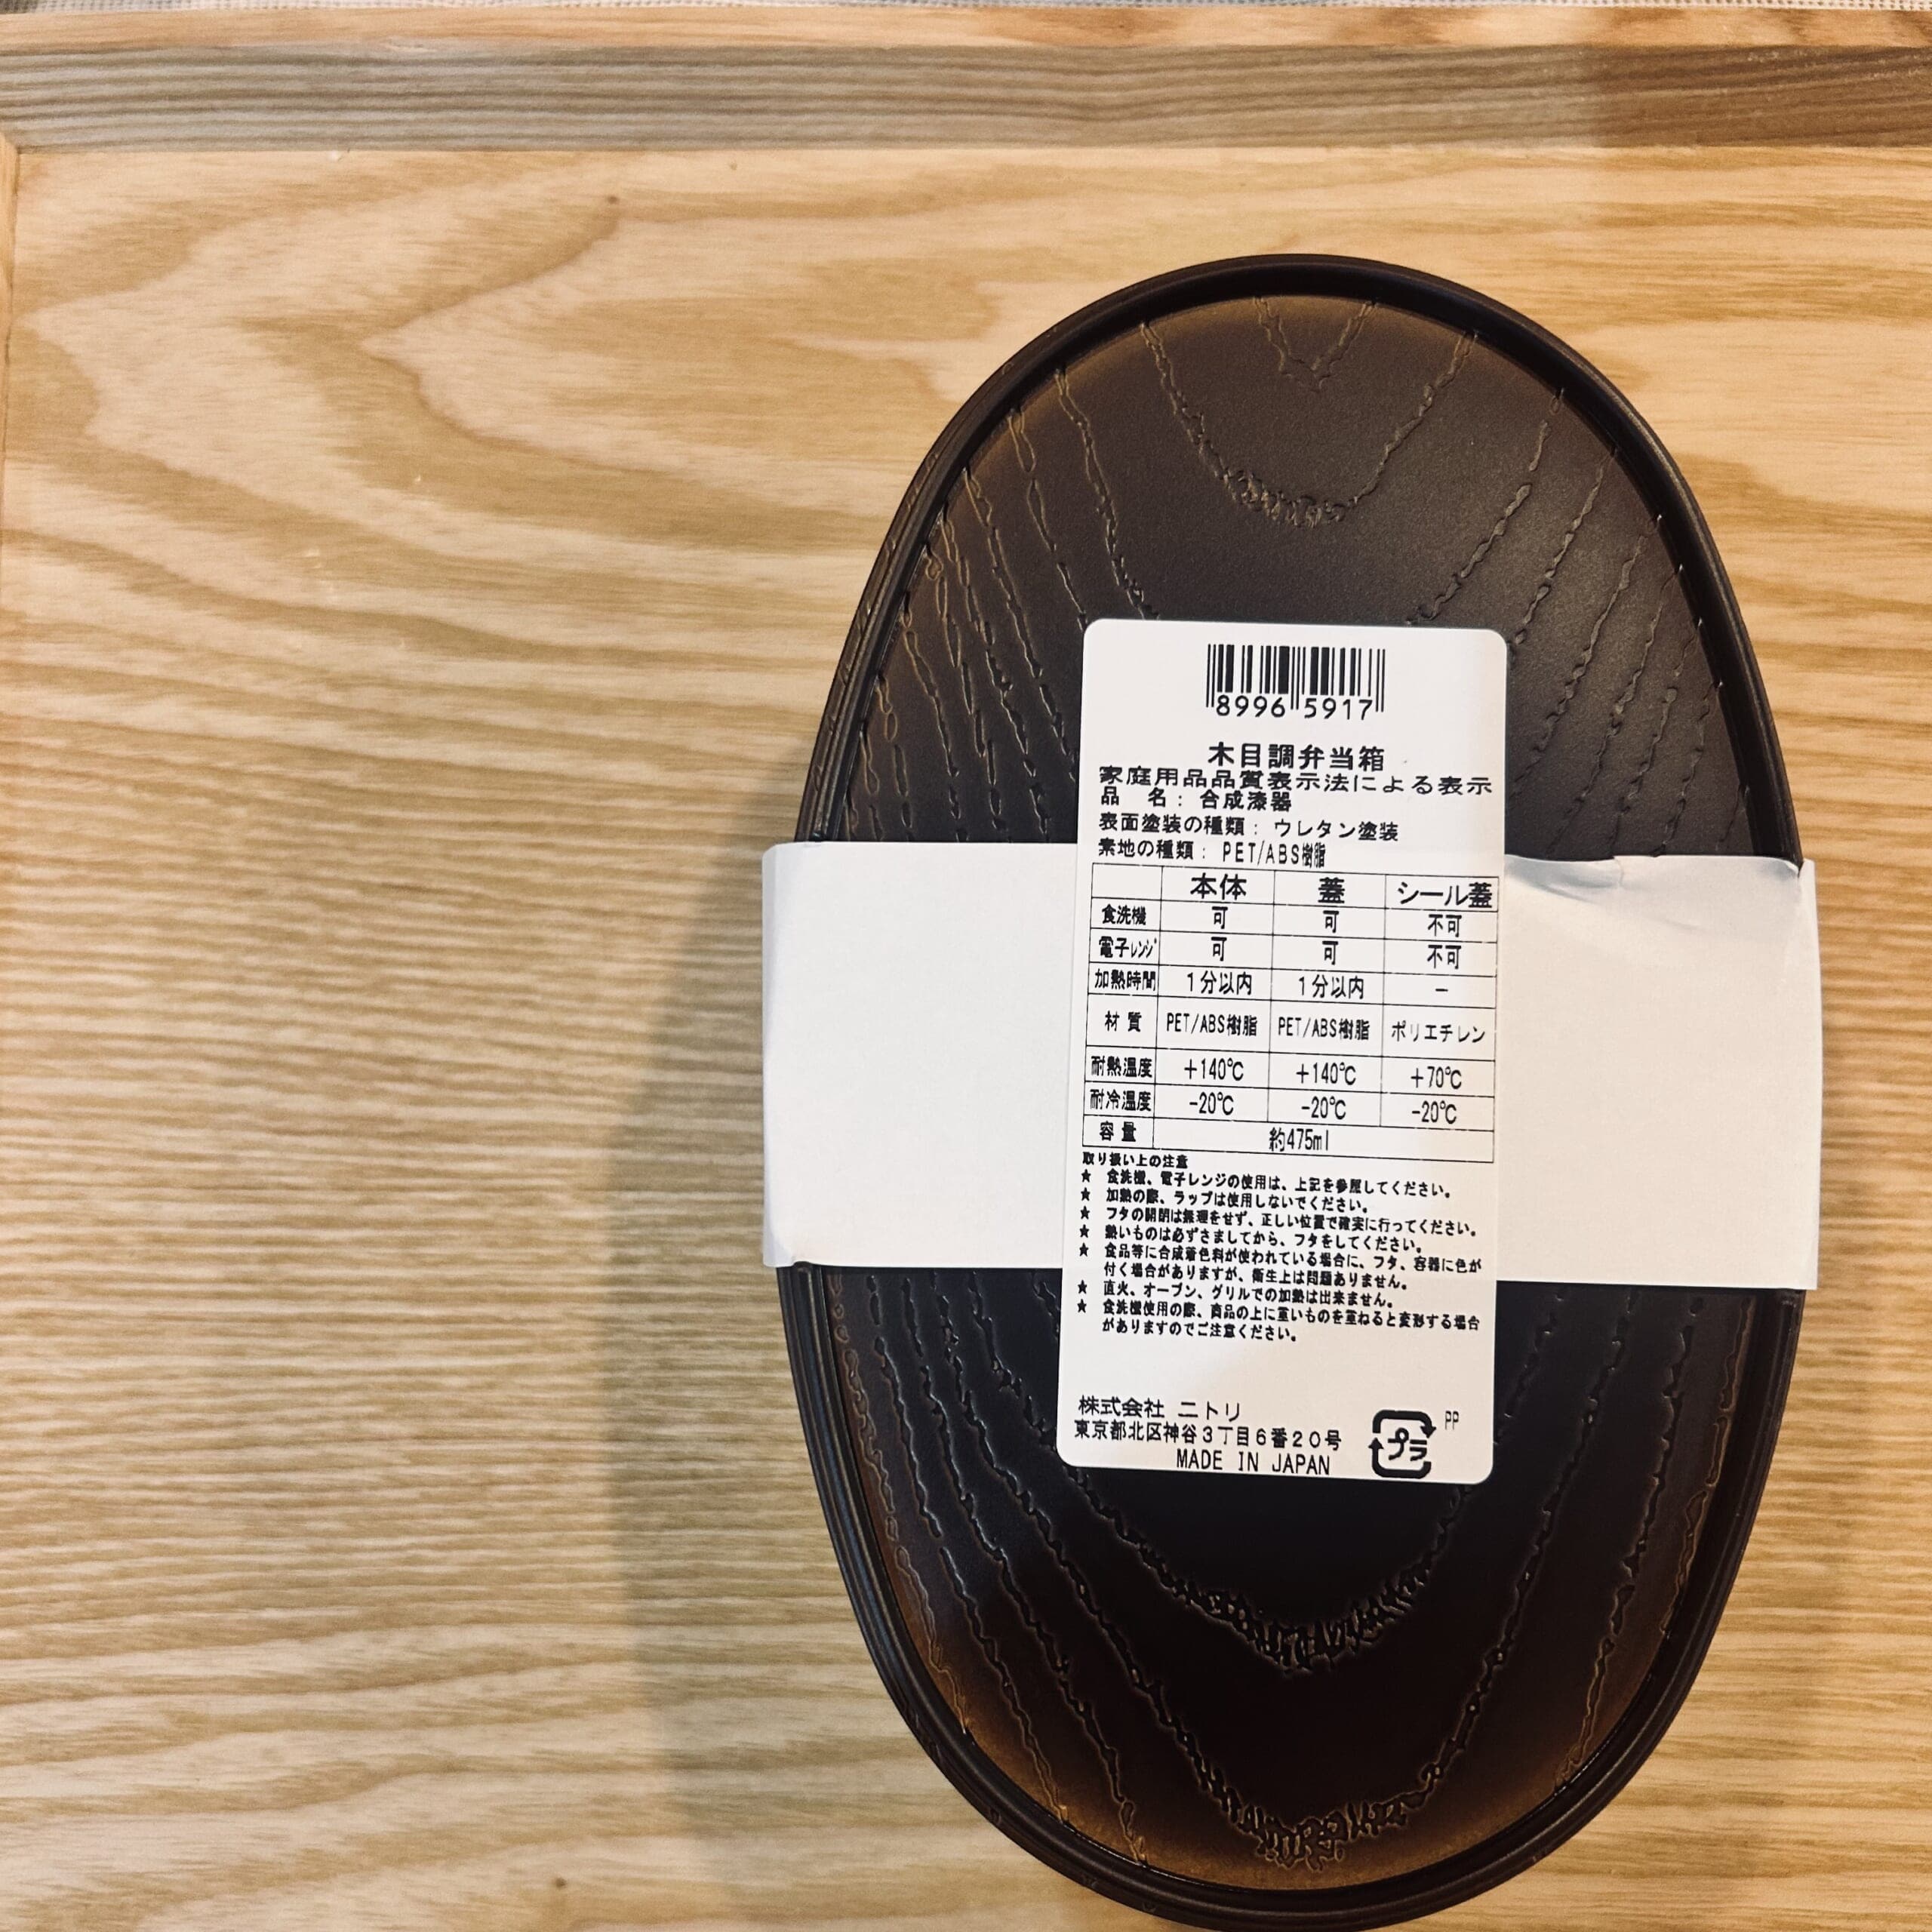 8996 5917
木目調弁当箱
家庭用品品質表示法による表示
品 名： 合成漆器
表面塗装の種類： ウレタン塗装
素地の種類： PET/ABS樹脂
本体 蓋 シール蓋
食洗機 可 可 不可
電子ﾚﾝｼﾞ 可 可 不可
加熱時間 1分以内 1分以内 －
材質 PET/ABS樹脂 PET/ABS樹脂 ポリエチレン
耐熱温度 +140℃ +140℃ +70℃
耐冷温度 -20℃ -20℃ -20℃
容量 約475ml
取り扱い上の注意
★ 食洗機、電子レンジの使用は、上記を参照してください。
★ 加熱の際、ラップは使用しないでください。
★ フタの開閉は無理をせず、正しい位置で確実に行ってください。
★ 熱いものは必ずさましてから、フタをしてください。
★ 食品等に合成着色料が使われている場合に、フタ、容器に色が
付く場合がありますが、衛生上は問題ありません。
★ 直火、オーブン、グリルでの加熱は出来ません。
★ 食洗機使用の際、商品の上に重いものを重ねると変形する場合
がありますのでご注意ください。
株式会社 ニトリ
東京都北区神谷3丁目6番20号
MADE IN JAPAN
プラ
PP